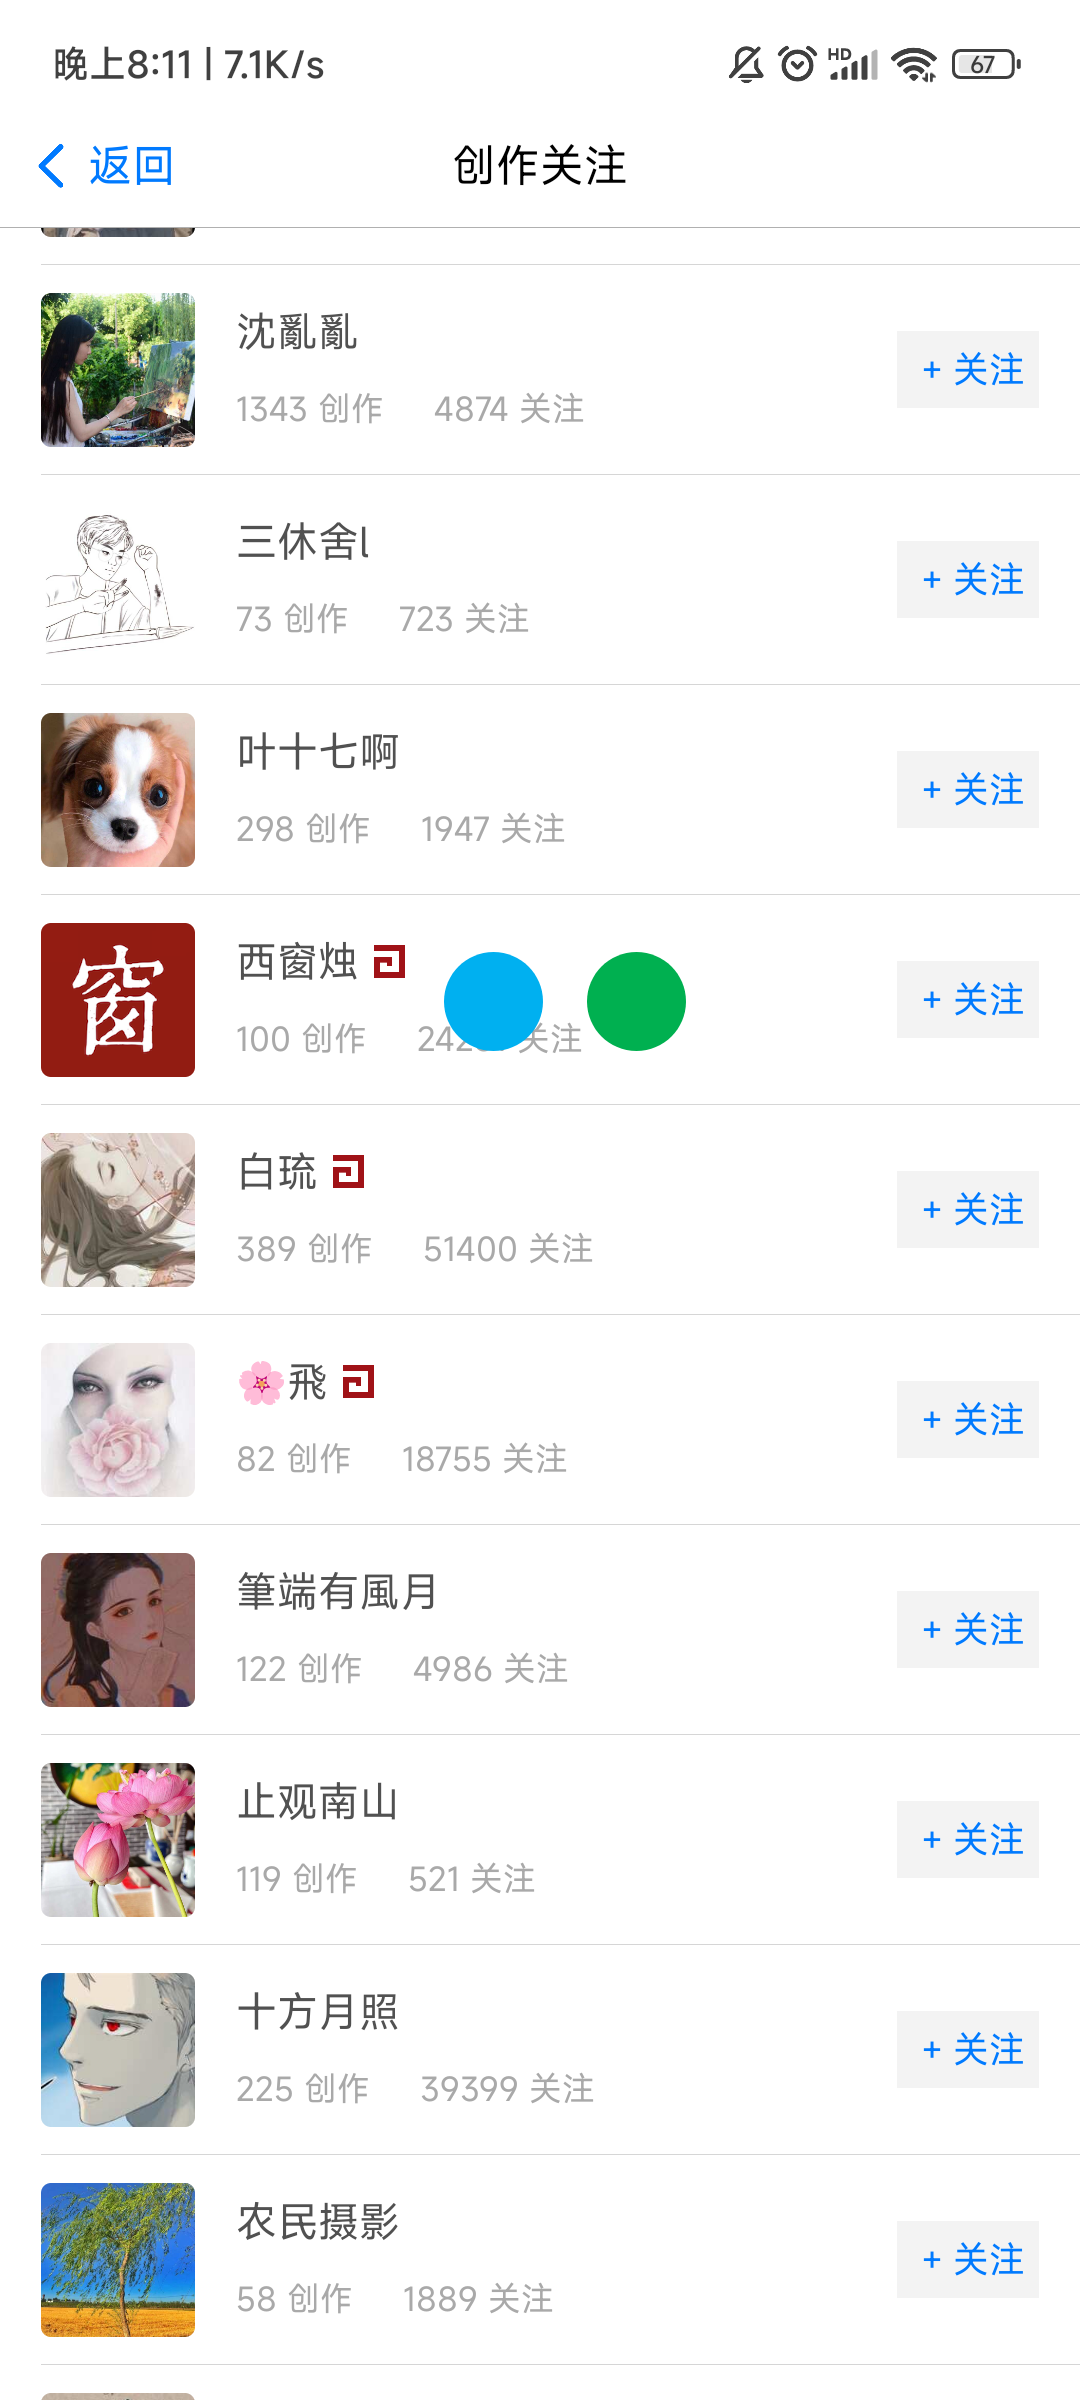 晚上8:11 | 7.1K/s
HD
67
返回
创作关注
沈亂亂
1343 创作 4874 关注
+ 关注
三休舍l
73 创作 723 关注
+ 关注
叶十七啊
298 创作 1947 关注
+ 关注
窗
西窗烛
100 创作 关注
+ 关注
白琉
389 创作 51400 关注
+ 关注
🌸飛
82 创作 18755 关注
+ 关注
筆端有風月
122 创作 4986 关注
+ 关注
止观南山
119 创作 521 关注
+ 关注
十方月照
225 创作 39399 关注
+ 关注
农民摄影
58 创作 1889 关注
+ 关注